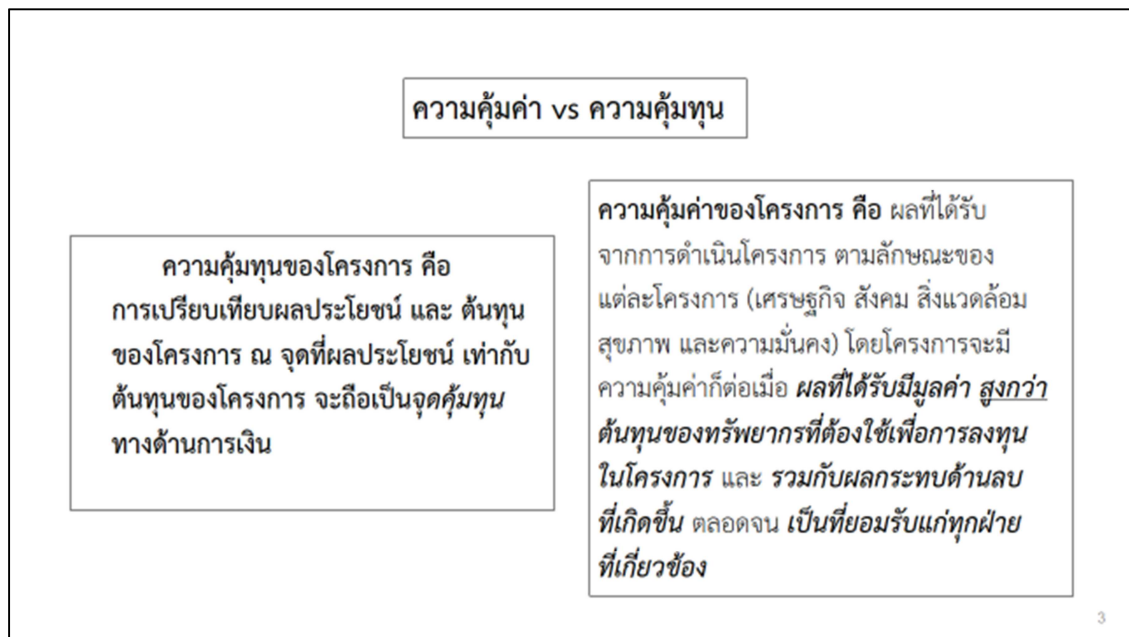 ความคุ้มค่า vs ความคุ้มทุน
ความคุ้มทุนของโครงการ คือ
การเปรียบเทียบผลประโยชน์ และ ต้นทุน
ของโครงการ ณ จุดที่ผลประโยชน์ เท่ากับ
ต้นทุนของโครงการ จะถือเป็นจุดคุ้มทุน
ทางด้านการเงิน
ความคุ้มค่าของโครงการ คือ ผลที่ได้รับ
จากการดำเนินโครงการ ตามลักษณะของ
แต่ละโครงการ (เศรษฐกิจ สังคม สิ่งแวดล้อม
สุขภาพ และความมั่นคง) โดยโครงการจะมี
ความคุ้มค่าก็ต่อเมื่อ ผลที่ได้รับมีมูลค่า สูงกว่า
ต้นทุนของทรัพยากรที่ต้องใช้เพื่อการลงทุน
ในโครงการ และ รวมกับผลกระทบด้านลบ
ที่เกิดขึ้น ตลอดจน เป็นที่ยอมรับแก่ทุกฝ่าย
ที่เกี่ยวข้อง
3